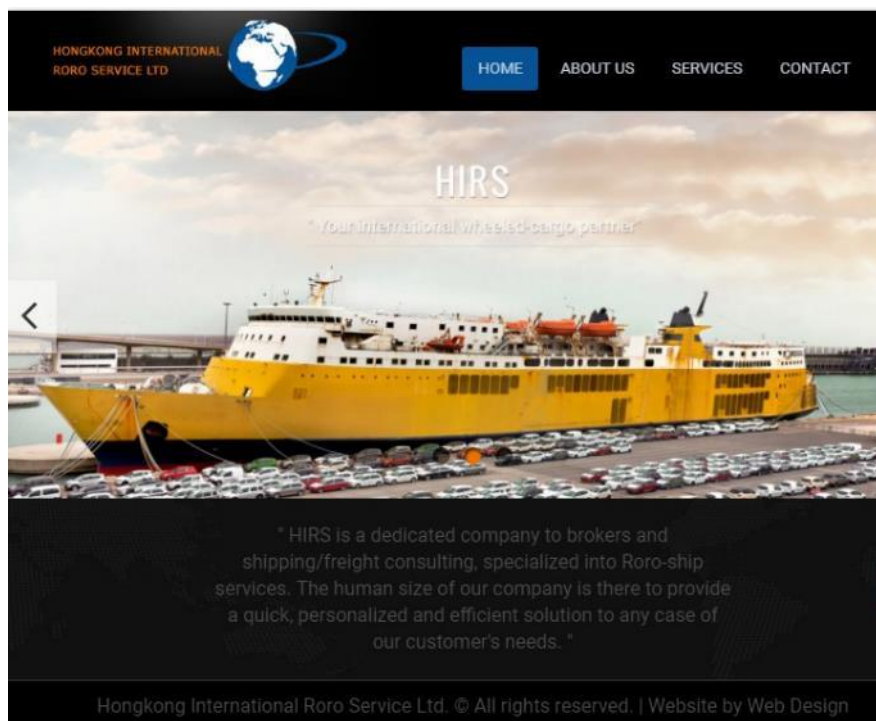 HONGKONG INTERNATIONAL
RORO SERVICE LTD
HOME
ABOUT US
SERVICES
CONTACT
HIRS
" Your international wheeled-cargo partner"
" HIRS is a dedicated company to brokers and
shipping/freight consulting, specialized into Roro-ship
services. The human size of our company is there to provide
a quick, personalized and efficient solution to any case of
our customer's needs. "
Hongkong International Roro Service Ltd. © All rights reserved. | Website by Web Design